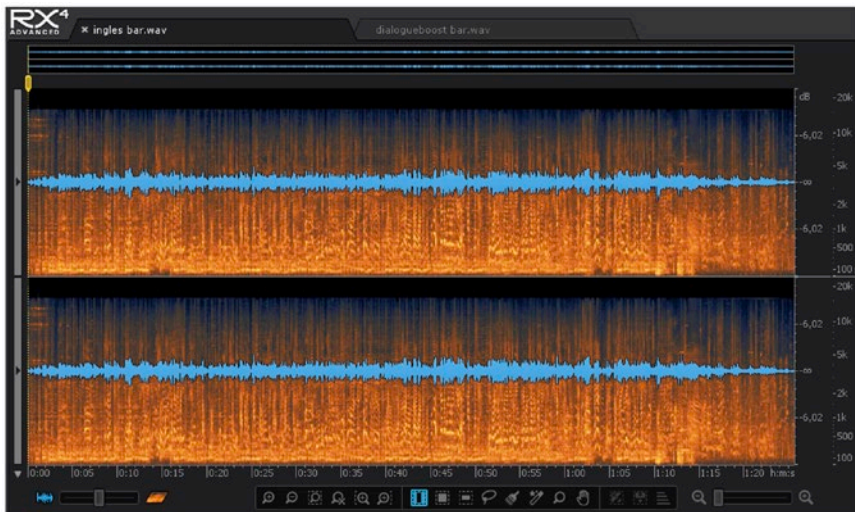 RX4
ADVANCED
× ingles bar.wav
dialogueboost bar.wav
dB
-20k
-6,02
-10k
-5k
-∞
-2k
-6,02
-1k
-500
-100
-20k
-6,02
-10k
-5k
-∞
-2k
-6,02
-1k
-500
-100
0:00 0:05 0:10 0:15 0:20 0:25 0:30 0:35 0:40 0:45 0:50 0:55 1:00 1:05 1:10 1:15 1:20 h:m:s